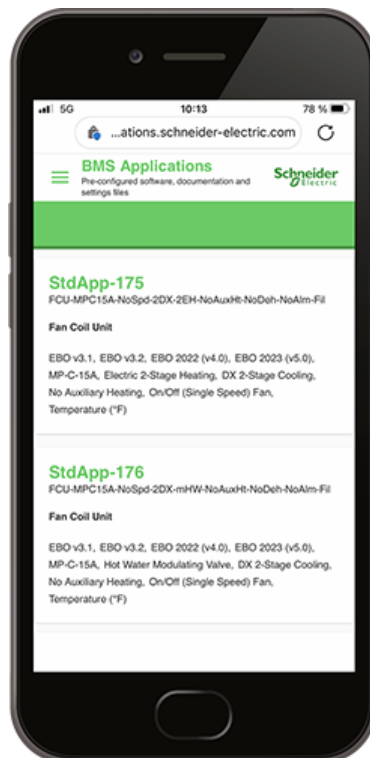 5G 10:13 78 %
...ations.schneider-electric.com
BMS Applications
Pre-configured software, documentation and
settings files
Schneider
Electric
StdApp-175
FCU-MPC15A-NoSpd-2DX-2EH-NoAuxHt-NoDeh-NoAlm-Fil
Fan Coil Unit
EBO v3.1, EBO v3.2, EBO 2022 (v4.0), EBO 2023 (v5.0),
MP-C-15A, Electric 2-Stage Heating, DX 2-Stage Cooling,
No Auxiliary Heating, On/Off (Single Speed) Fan,
Temperature (°F)
StdApp-176
FCU-MPC15A-NoSpd-2DX-mHW-NoAuxHt-NoDeh-NoAlm-Fil
Fan Coil Unit
EBO v3.1, EBO v3.2, EBO 2022 (v4.0), EBO 2023 (v5.0),
MP-C-15A, Hot Water Modulating Valve, DX 2-Stage Cooling,
No Auxiliary Heating, On/Off (Single Speed) Fan,
Temperature (°F)